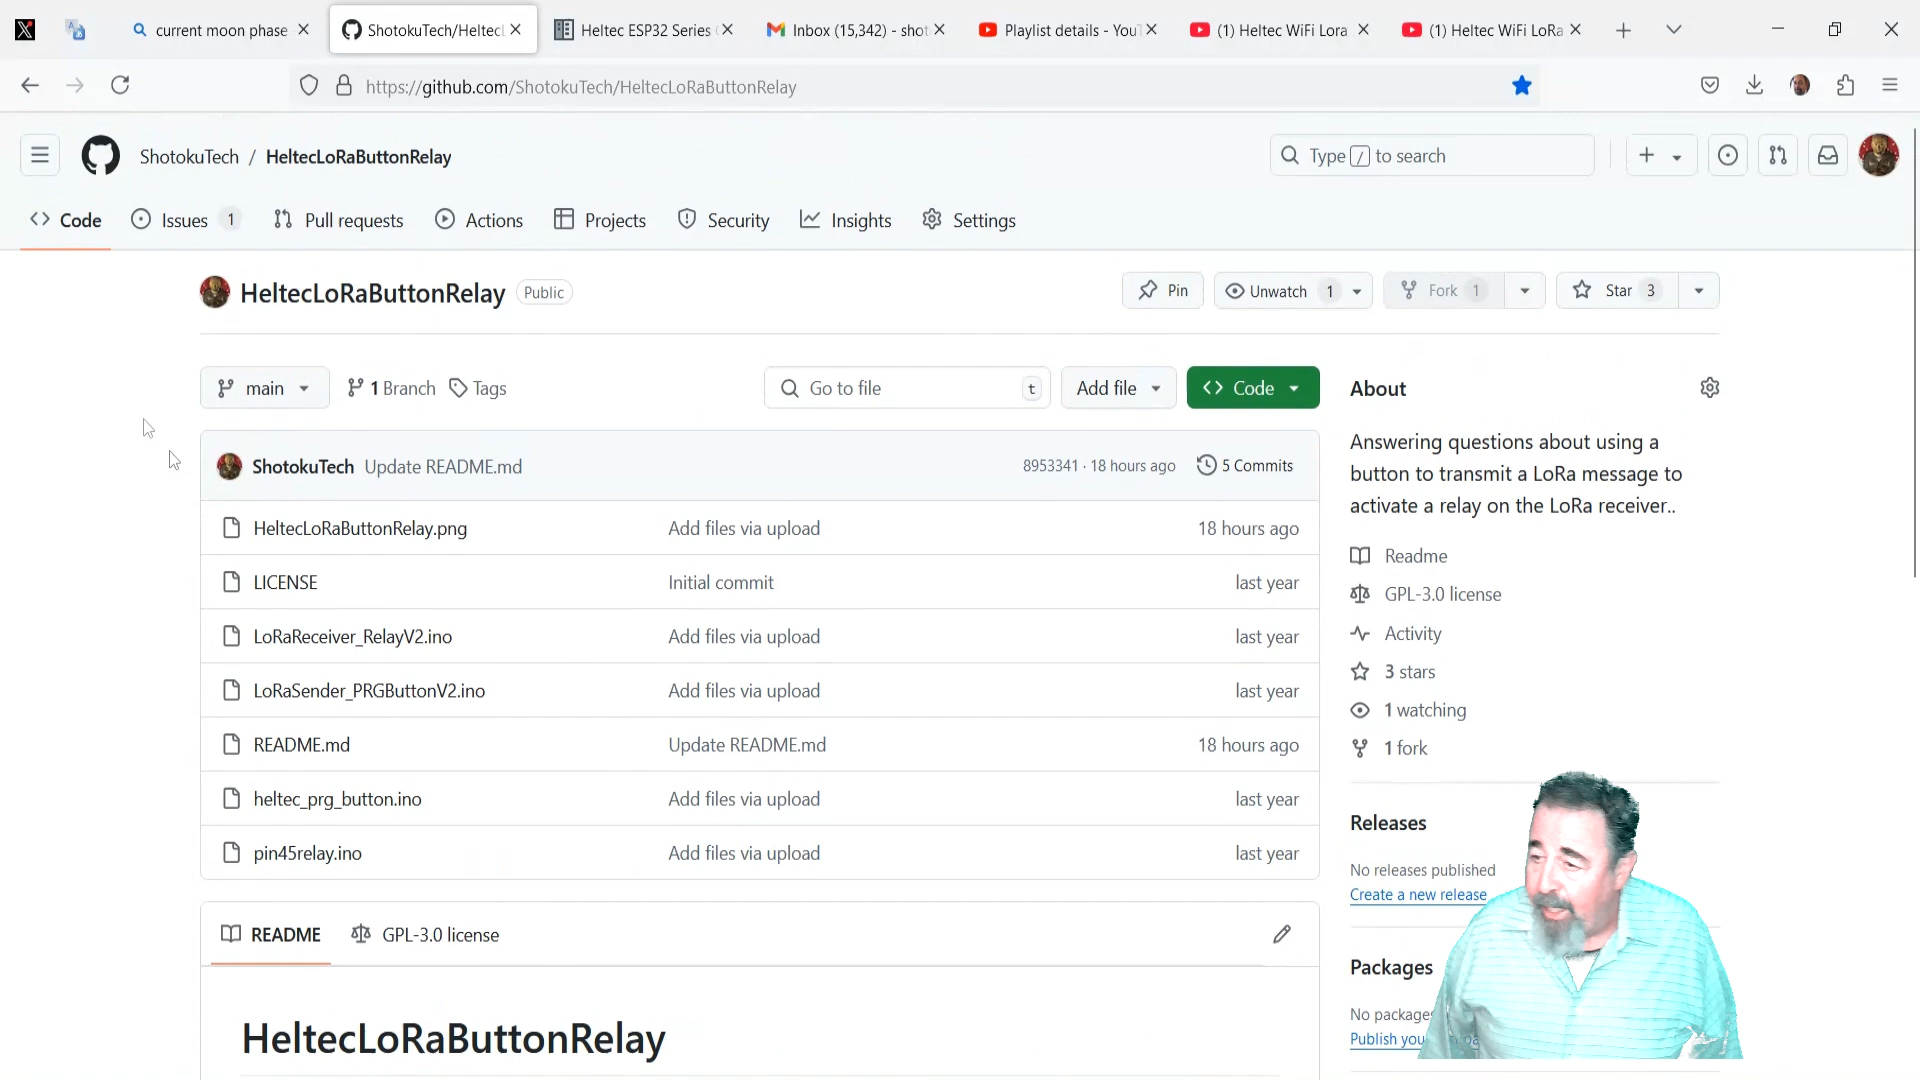 current moon phase
ShotokuTech/Heltec
Heltec ESP32 Series
Inbox (15,342) - shot
Playlist details - You
(1) Heltec WiFi Lora
(1) Heltec WiFi LoRa
https://github.com/ShotokuTech/HeltecLoRaButtonRelay
ShotokuTech / HeltecLoRaButtonRelay
Type / to search
Code
Issues 1
Pull requests
Actions
Projects
Security
Insights
Settings
HeltecLoRaButtonRelay Public
Pin
Unwatch 1
Fork 1
Star 3
main
1 Branch
Tags
Go to file t
Add file
Code
ShotokuTech Update README.md 8953341 · 18 hours ago 5 Commits
HeltecLoRaButtonRelay.png Add files via upload 18 hours ago
LICENSE Initial commit last year
LoRaReceiver_RelayV2.ino Add files via upload last year
LoRaSender_PRGButtonV2.ino Add files via upload last year
README.md Update README.md 18 hours ago
heltec_prg_button.ino Add files via upload last year
pin45relay.ino Add files via upload last year
README GPL-3.0 license
HeltecLoRaButtonRelay
About
Answering questions about using a
button to transmit a LoRa message to
activate a relay on the LoRa receiver..
Readme
GPL-3.0 license
Activity
3 stars
1 watching
1 fork
Releases
No releases published
Create a new release
Packages
No packages
Publish you